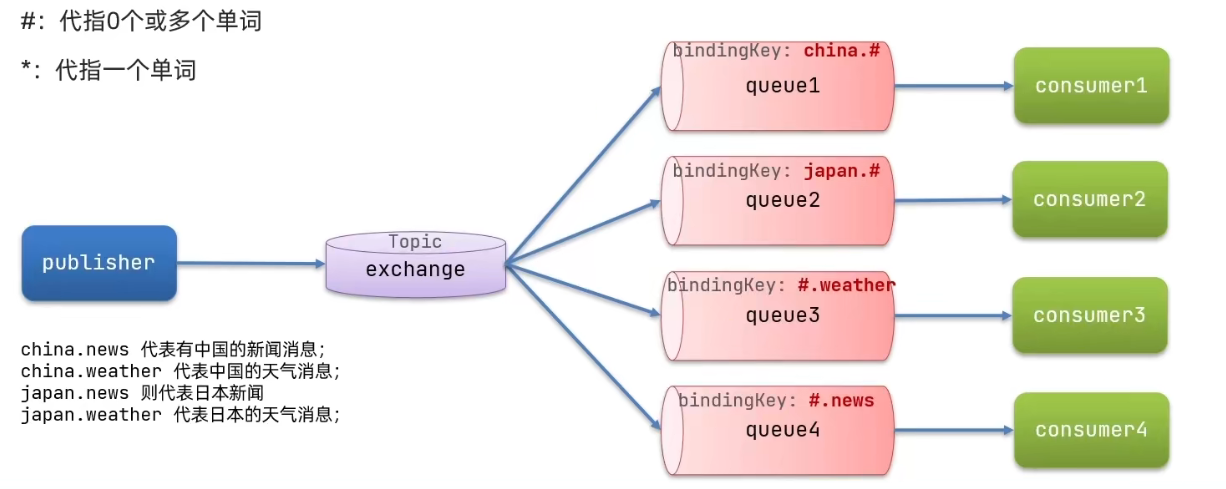 #：代指0个或多个单词
*：代指一个单词
bindingKey: china.#
queue1
consumer1
bindingKey: japan.#
queue2
consumer2
publisher
Topic
exchange
bindingKey: #.weather
queue3
consumer3
china.news 代表有中国的新闻消息；
china.weather 代表中国的天气消息；
japan.news 则代表日本新闻
japan.weather 代表日本的天气消息；
bindingKey: #.news
queue4
consumer4